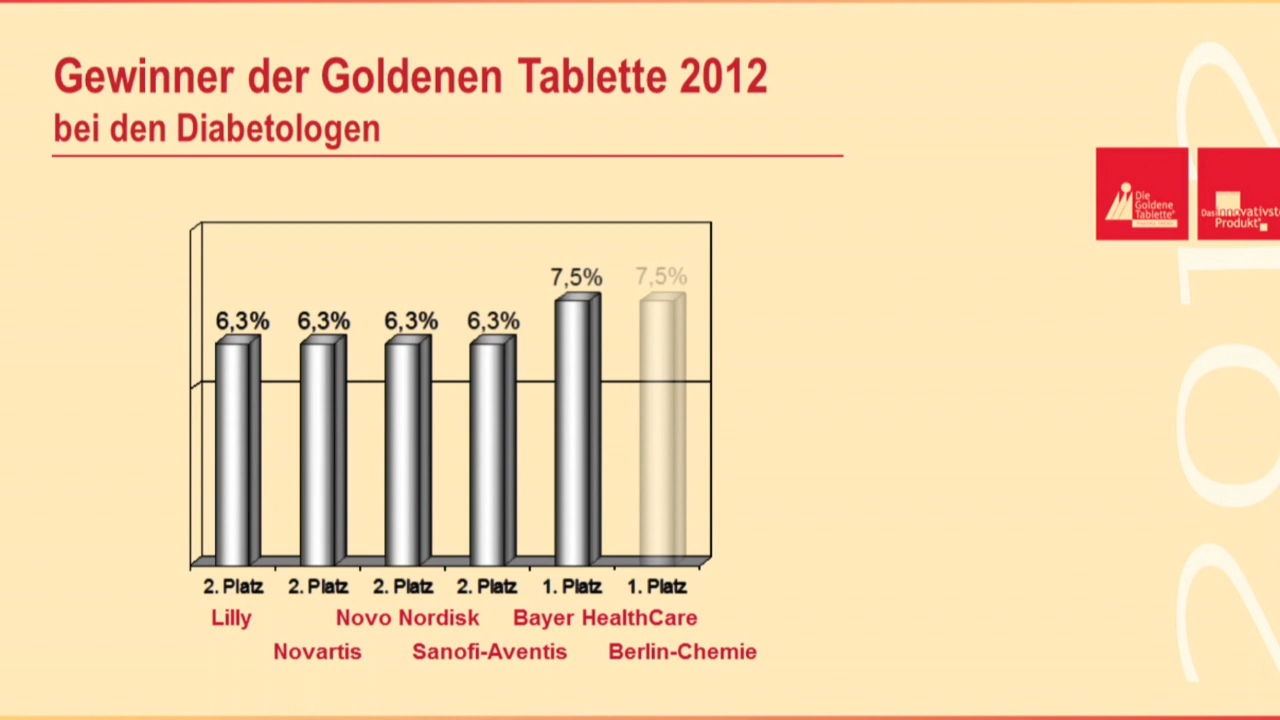 Gewinner der Goldenen Tablette 2012
bei den Diabetologen
2012
Die
Goldene
Tablette®
Das innovativste
Produkt®
6,3% 6,3% 6,3% 6,3% 7,5% 7,5%
2. Platz 2. Platz 2. Platz 2. Platz 1. Platz 1. Platz
Lilly Novo Nordisk Bayer HealthCare
Novartis Sanofi-Aventis Berlin-Chemie